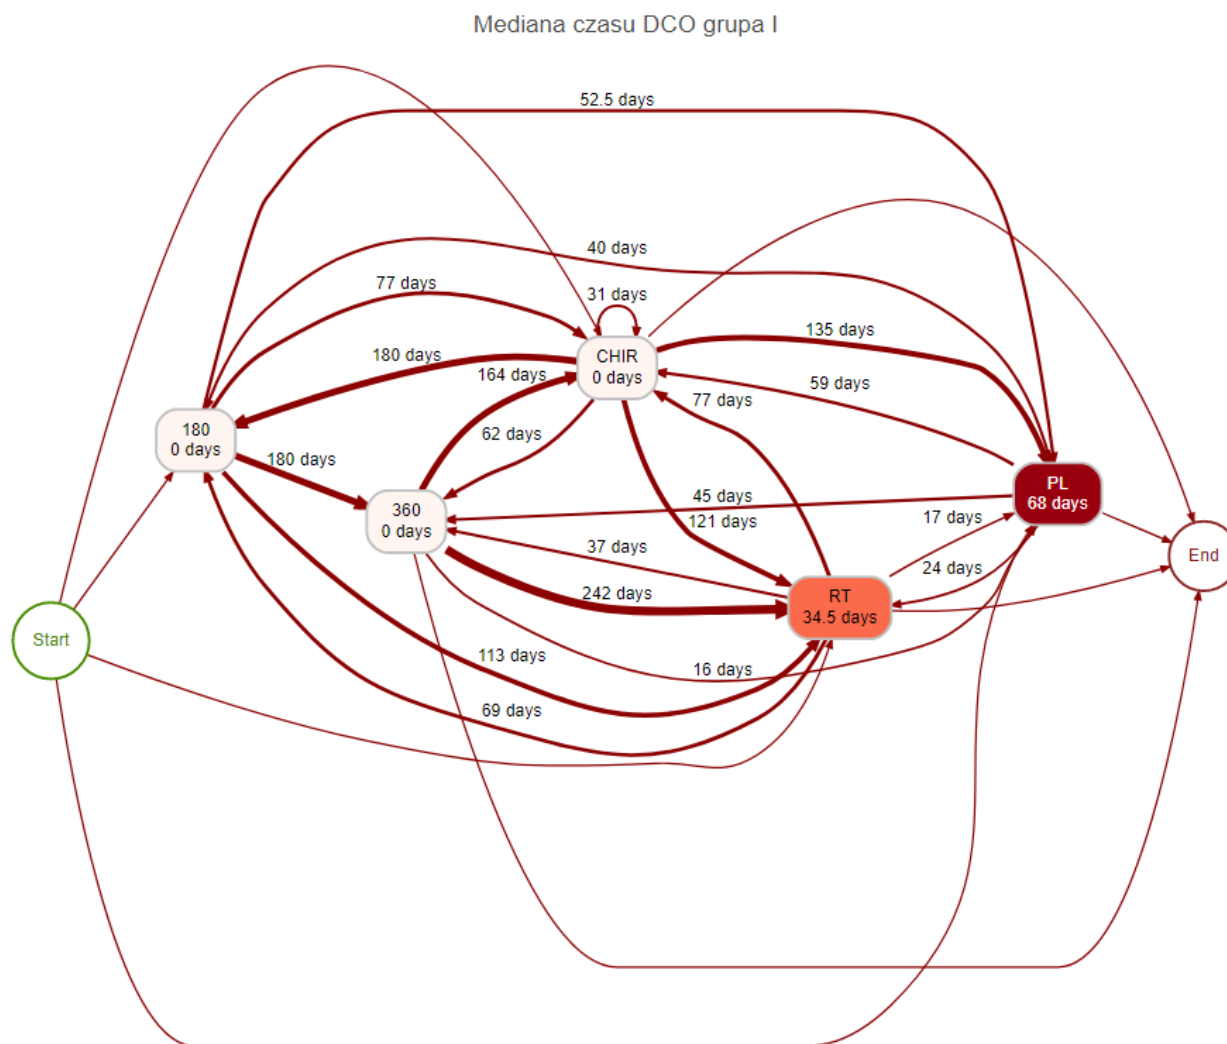 Mediana czasu DCO grupa I
52.5 days
40 days
77 days
31 days
135 days
180 days
CHIR
0 days
164 days
59 days
77 days
62 days
180
0 days
180 days
45 days
PL
68 days
360
0 days
121 days
17 days
37 days
End
24 days
242 days
RT
34.5 days
Start
113 days
16 days
69 days